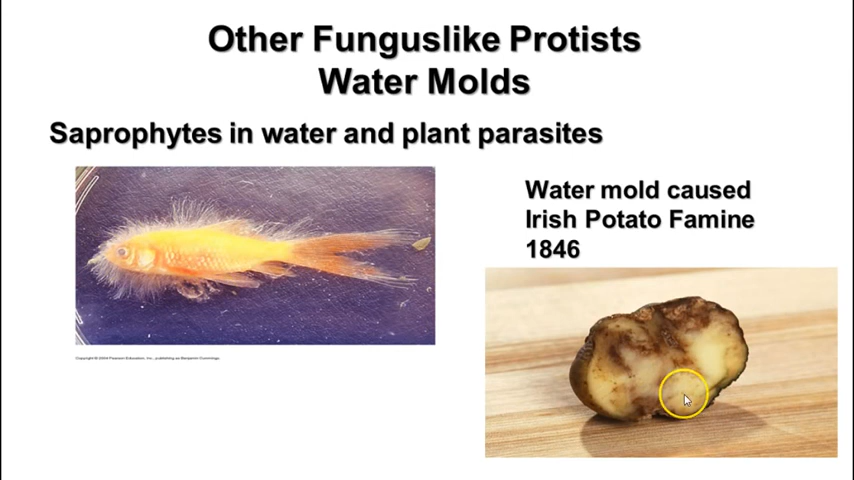 Other Funguslike Protists
Water Molds
Saprophytes in water and plant parasites
Water mold caused
Irish Potato Famine
1846
Copyright © 2004 Pearson Education, Inc., publishing as Benjamin Cummings